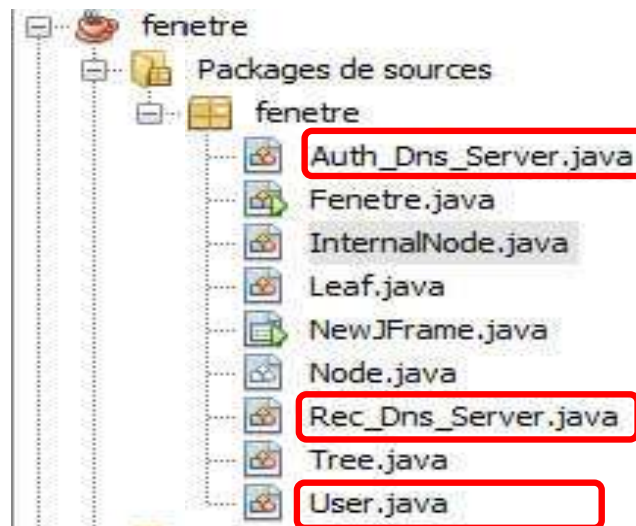 fenetre
Packages de sources
fenetre
Auth_Dns_Server.java
Fenetre.java
InternalNode.java
Leaf.java
NewJFrame.java
Node.java
Rec_Dns_Server.java
Tree.java
User.java